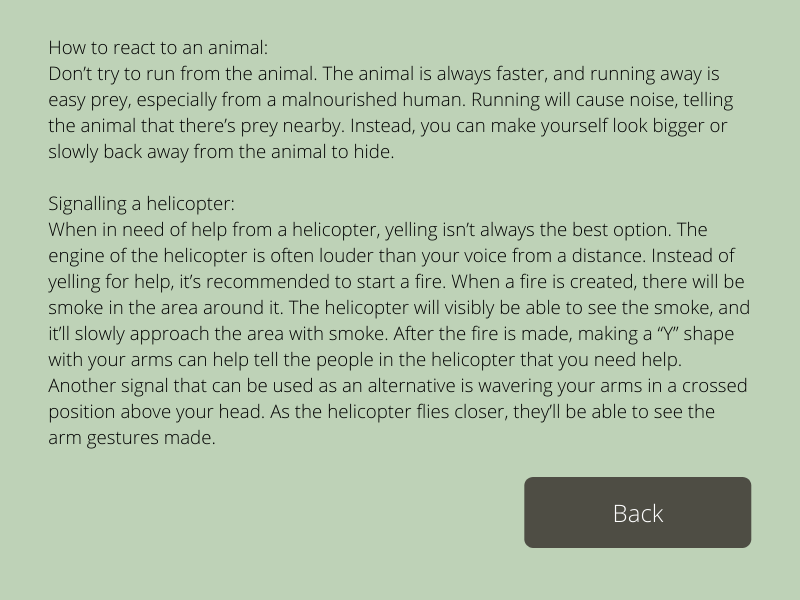 How to react to an animal:
Don’t try to run from the animal. The animal is always faster, and running away is
easy prey, especially from a malnourished human. Running will cause noise, telling
the animal that there’s prey nearby. Instead, you can make yourself look bigger or
slowly back away from the animal to hide.
Signalling a helicopter:
When in need of help from a helicopter, yelling isn’t always the best option. The
engine of the helicopter is often louder than your voice from a distance. Instead of
yelling for help, it’s recommended to start a fire. When a fire is created, there will be
smoke in the area around it. The helicopter will visibly be able to see the smoke, and
it’ll slowly approach the area with smoke. After the fire is made, making a “Y” shape
with your arms can help tell the people in the helicopter that you need help.
Another signal that can be used as an alternative is wavering your arms in a crossed
position above your head. As the helicopter flies closer, they’ll be able to see the
arm gestures made.
Back